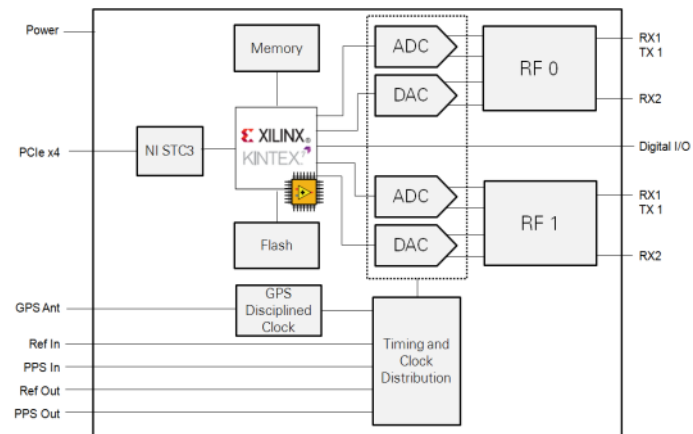 Power
Memory
ADC
RF 0
RX1
TX 1
DAC
RX2
PCIe x4
NI STC3
XILINX®
KINTEX7
Digital I/O
ADC
RF 1
RX1
TX 1
Flash
DAC
RX2
GPS Ant
GPS
Disciplined
Clock
Ref In
PPS In
Ref Out
PPS Out
Timing and
Clock
Distribution